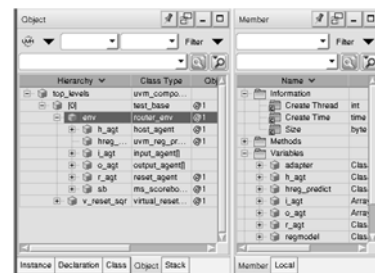 Object
Member
UVM
Filter
Filter
Hierarchy
Class Type
Obj
top_levels
uvm_compo...
[0]
test_base
@1
env
router_env
@1
h_agt
host_agent
@1
hreg_...
uvm_reg_pr...
@1
i_agt
input_agent[]
o_agt
output_agent[]
r_agt
reset_agent
@1
sb
ms_scorebo...
@1
v_reset_sqr
virtual_reset...
@1
Instance
Declaration
Class
Object
Stack
Name
Information
Create Thread
int
Create Time
time
Size
byte
Methods
Variables
adapter
Clas
h_agt
Clas
hreg_predict
Clas
i_agt
Array
o_agt
Array
r_agt
Clas
regmodel
Clas
Member
Local